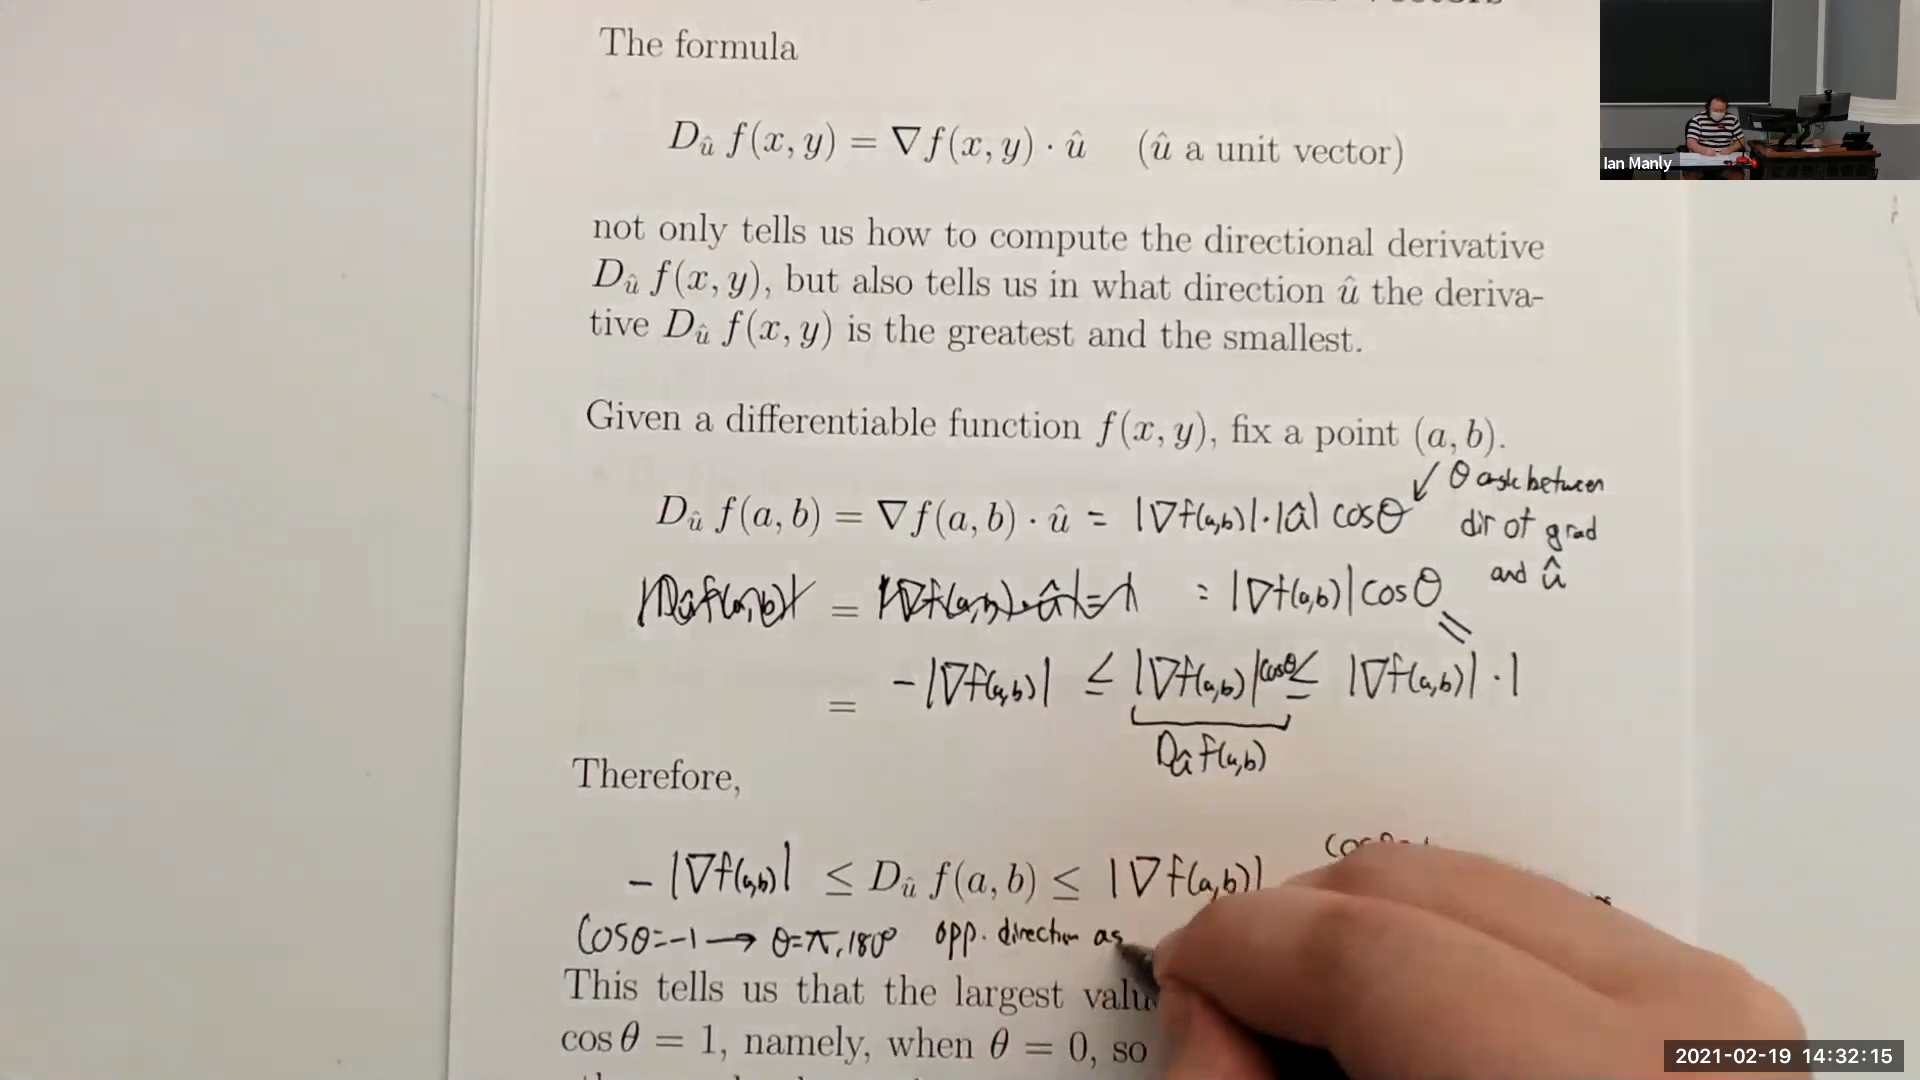 The formula
D_û f(x, y) = ∇f(x, y) · û (û a unit vector)
Ian Manly
not only tells us how to compute the directional derivative
D_û f(x, y), but also tells us in what direction û the deriva-
tive D_û f(x, y) is the greatest and the smallest.
Given a differentiable function f(x, y), fix a point (a, b).
D_û f(a, b) = ∇f(a, b) · û = |∇f(a,b)|·|û| cosθ ↙ θ angle between
dir of grad
and û
= = |∇f(a,b)| cosθ
= -|∇f(a,b)| ≤ |∇f(a,b)| cosθ ≤ |∇f(a,b)| · 1
D_û f(a,b)
Therefore,
- |∇f(a,b)| ≤ D_û f(a, b) ≤ |∇f(a,b)|
cosθ=-1 → θ=π, 180° opp. direction as
This tells us that the largest
cos θ = 1, namely, when θ = 0, so
2021-02-19 14:32:15